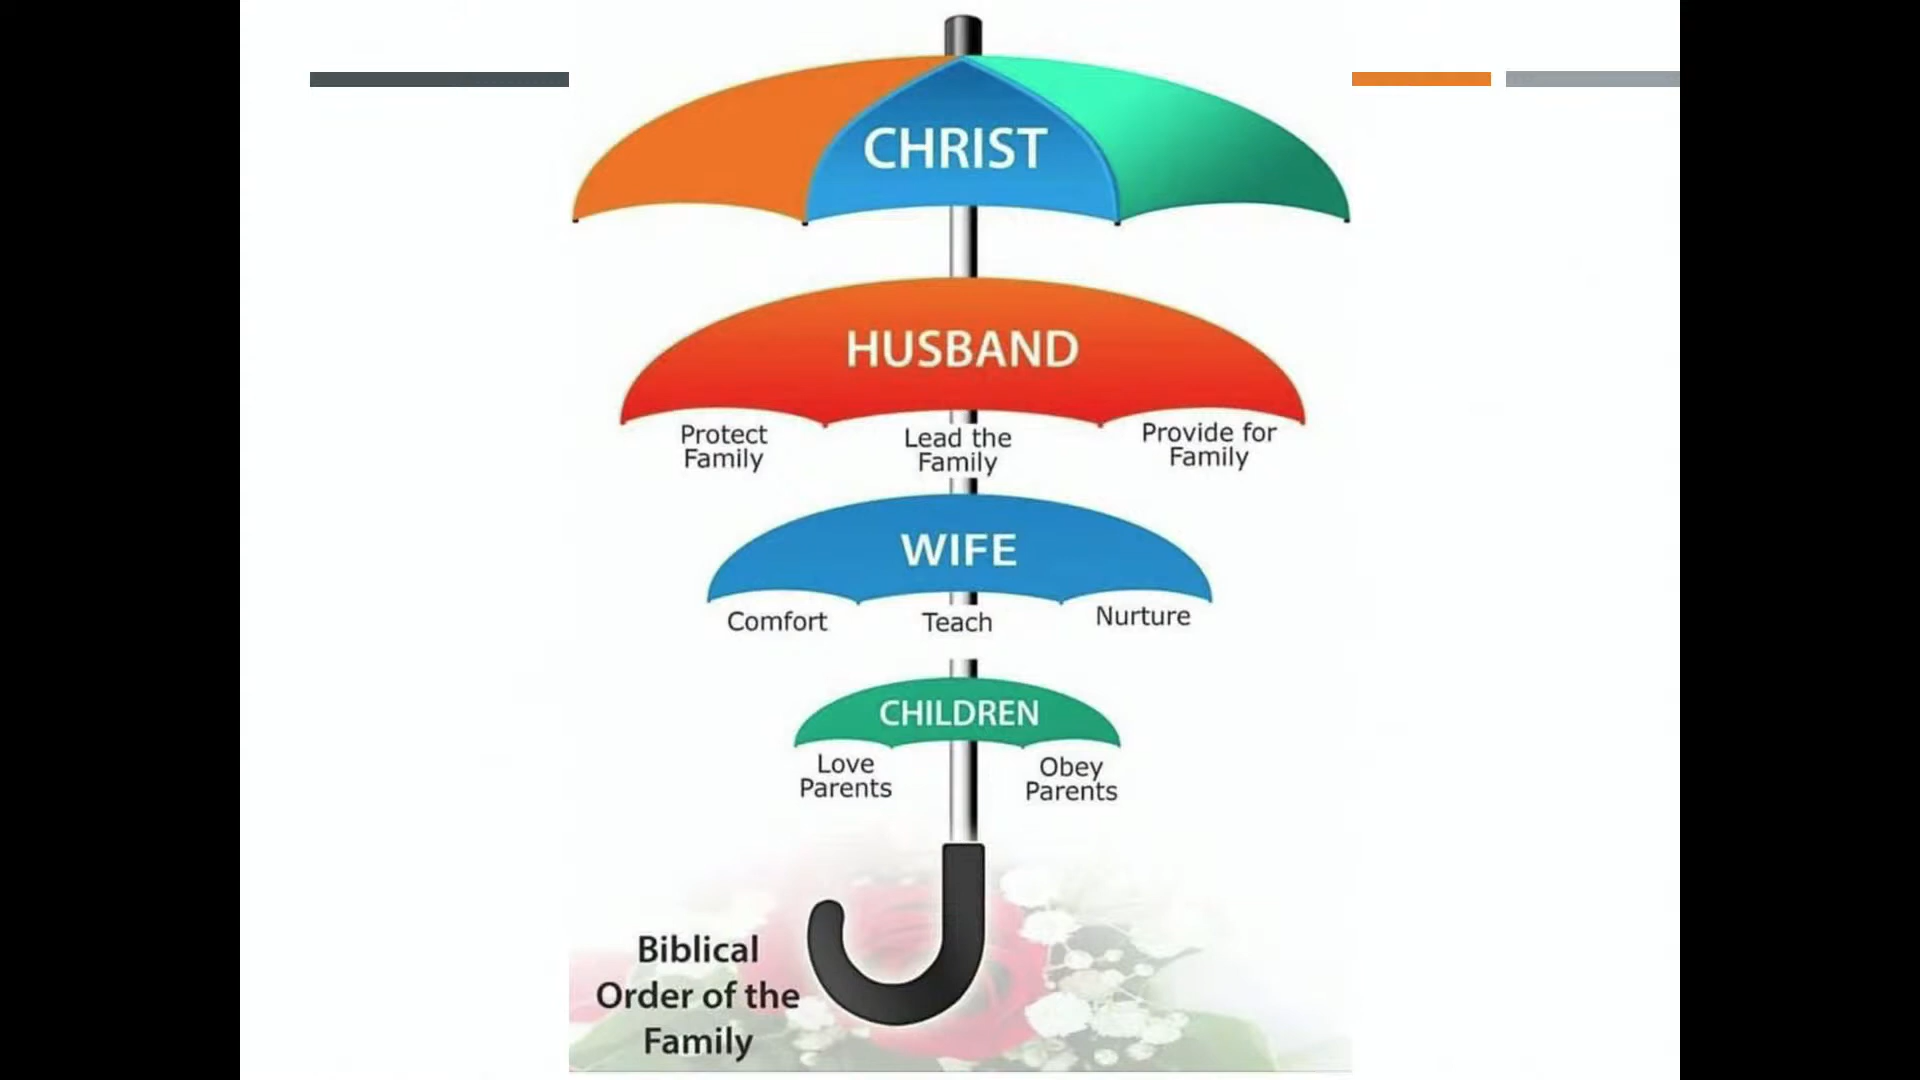 CHRIST
HUSBAND
Protect
Family
Lead the
Family
Provide for
Family
WIFE
Comfort
Teach
Nurture
CHILDREN
Love
Parents
Obey
Parents
Biblical
Order of the
Family